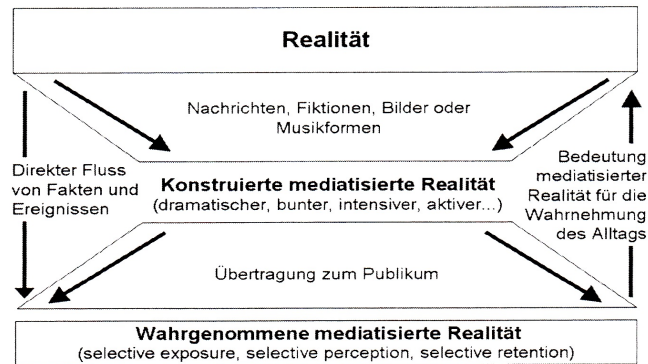 Realität
Nachrichten, Fiktionen, Bilder oder
Musikformen
Direkter Fluss
von Fakten und
Ereignissen
Konstruierte mediatisierte Realität
(dramatischer, bunter, intensiver, aktiver...)
Bedeutung
mediatisierter
Realität für die
Wahrnehmung
des Alltags
Übertragung zum Publikum
Wahrgenommene mediatisierte Realität
(selective exposure, selective perception, selective retention)